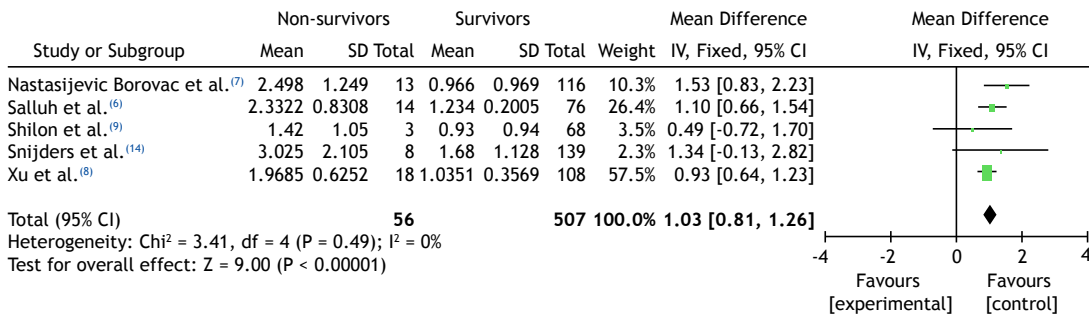 Non-survivors Survivors Mean Difference Mean Difference
Study or Subgroup Mean SD Total Mean SD Total Weight IV, Fixed, 95% CI IV, Fixed, 95% CI
Nastasijevic Borovac et al.(7) 2.498 1.249 13 0.966 0.969 116 10.3% 1.53 [0.83, 2.23]
Salluh et al.(6) 2.3322 0.8308 14 1.234 0.2005 76 26.4% 1.10 [0.66, 1.54]
Shilon et al.(9) 1.42 1.05 3 0.93 0.94 68 3.5% 0.49 [-0.72, 1.70]
Snijders et al.(14) 3.025 2.105 8 1.68 1.128 139 2.3% 1.34 [-0.13, 2.82]
Xu et al.(8) 1.9685 0.6252 18 1.0351 0.3569 108 57.5% 0.93 [0.64, 1.23]
Total (95% CI) 56 507 100.0% 1.03 [0.81, 1.26]
Heterogeneity: Chi² = 3.41, df = 4 (P = 0.49); I² = 0%
Test for overall effect: Z = 9.00 (P < 0.00001)
-4 -2 0 2 4
Favours Favours
[experimental] [control]